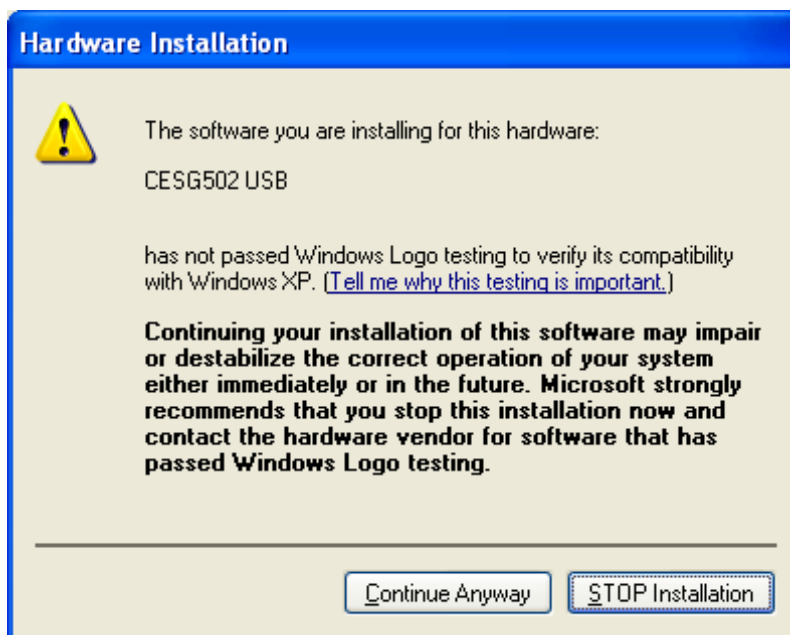 Hardware Installation
The software you are installing for this hardware:
CESG502 USB
has not passed Windows Logo testing to verify its compatibility
with Windows XP. (Tell me why this testing is important.)
Continuing your installation of this software may impair
or destabilize the correct operation of your system
either immediately or in the future. Microsoft strongly
recommends that you stop this installation now and
contact the hardware vendor for software that has
passed Windows Logo testing.
Continue Anyway
STOP Installation